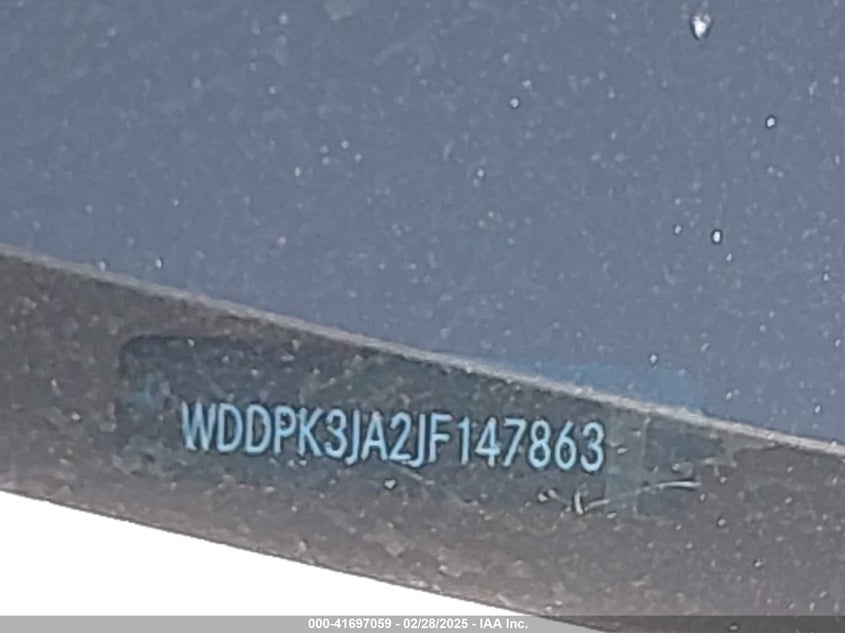 WDDPK3JA2JF147863
000-41697059 - 02/28/2025 - IAA Inc.